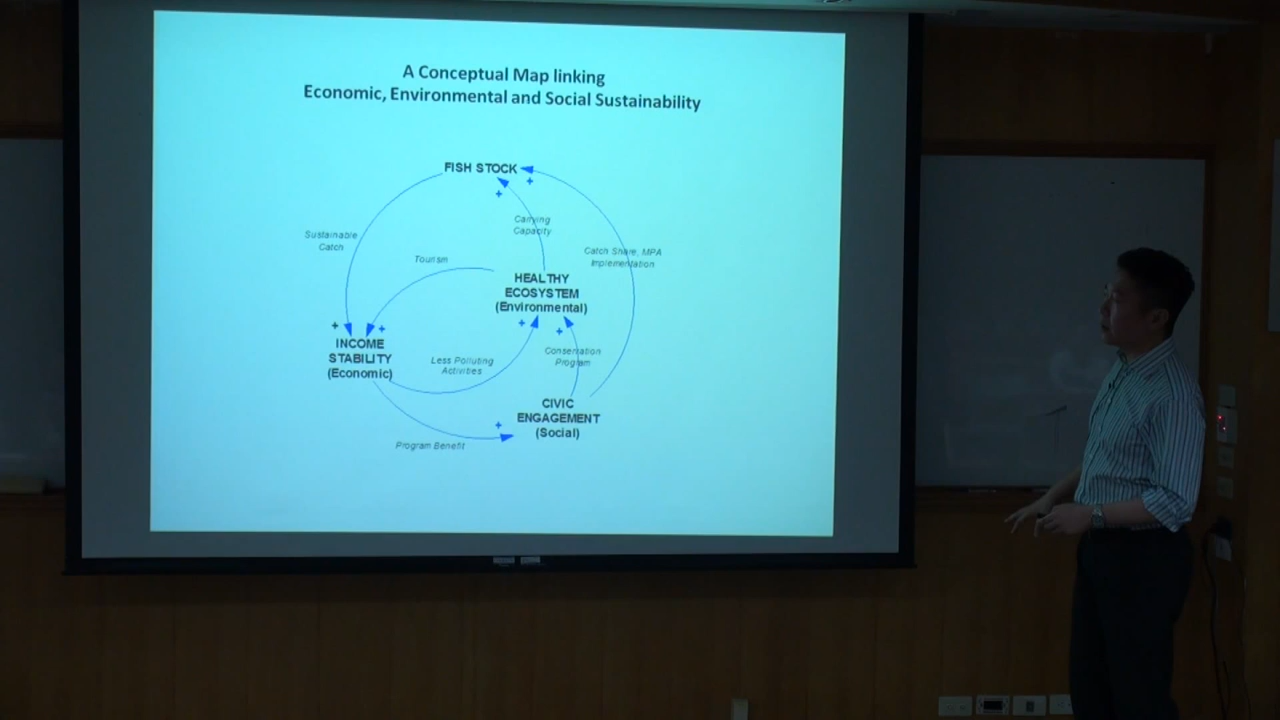 A Conceptual Map linking
Economic, Environmental and Social Sustainability
FISH STOCK
+
+
Carrying
Capacity
Sustainable
Catch
Catch Share, MPA
Implementation
Tourism
HEALTHY
ECOSYSTEM
(Environmental)
+
+
+
+
INCOME
STABILITY
(Economic)
Less Polluting
Activities
Conservation
Program
CIVIC
ENGAGEMENT
(Social)
+
Program Benefit